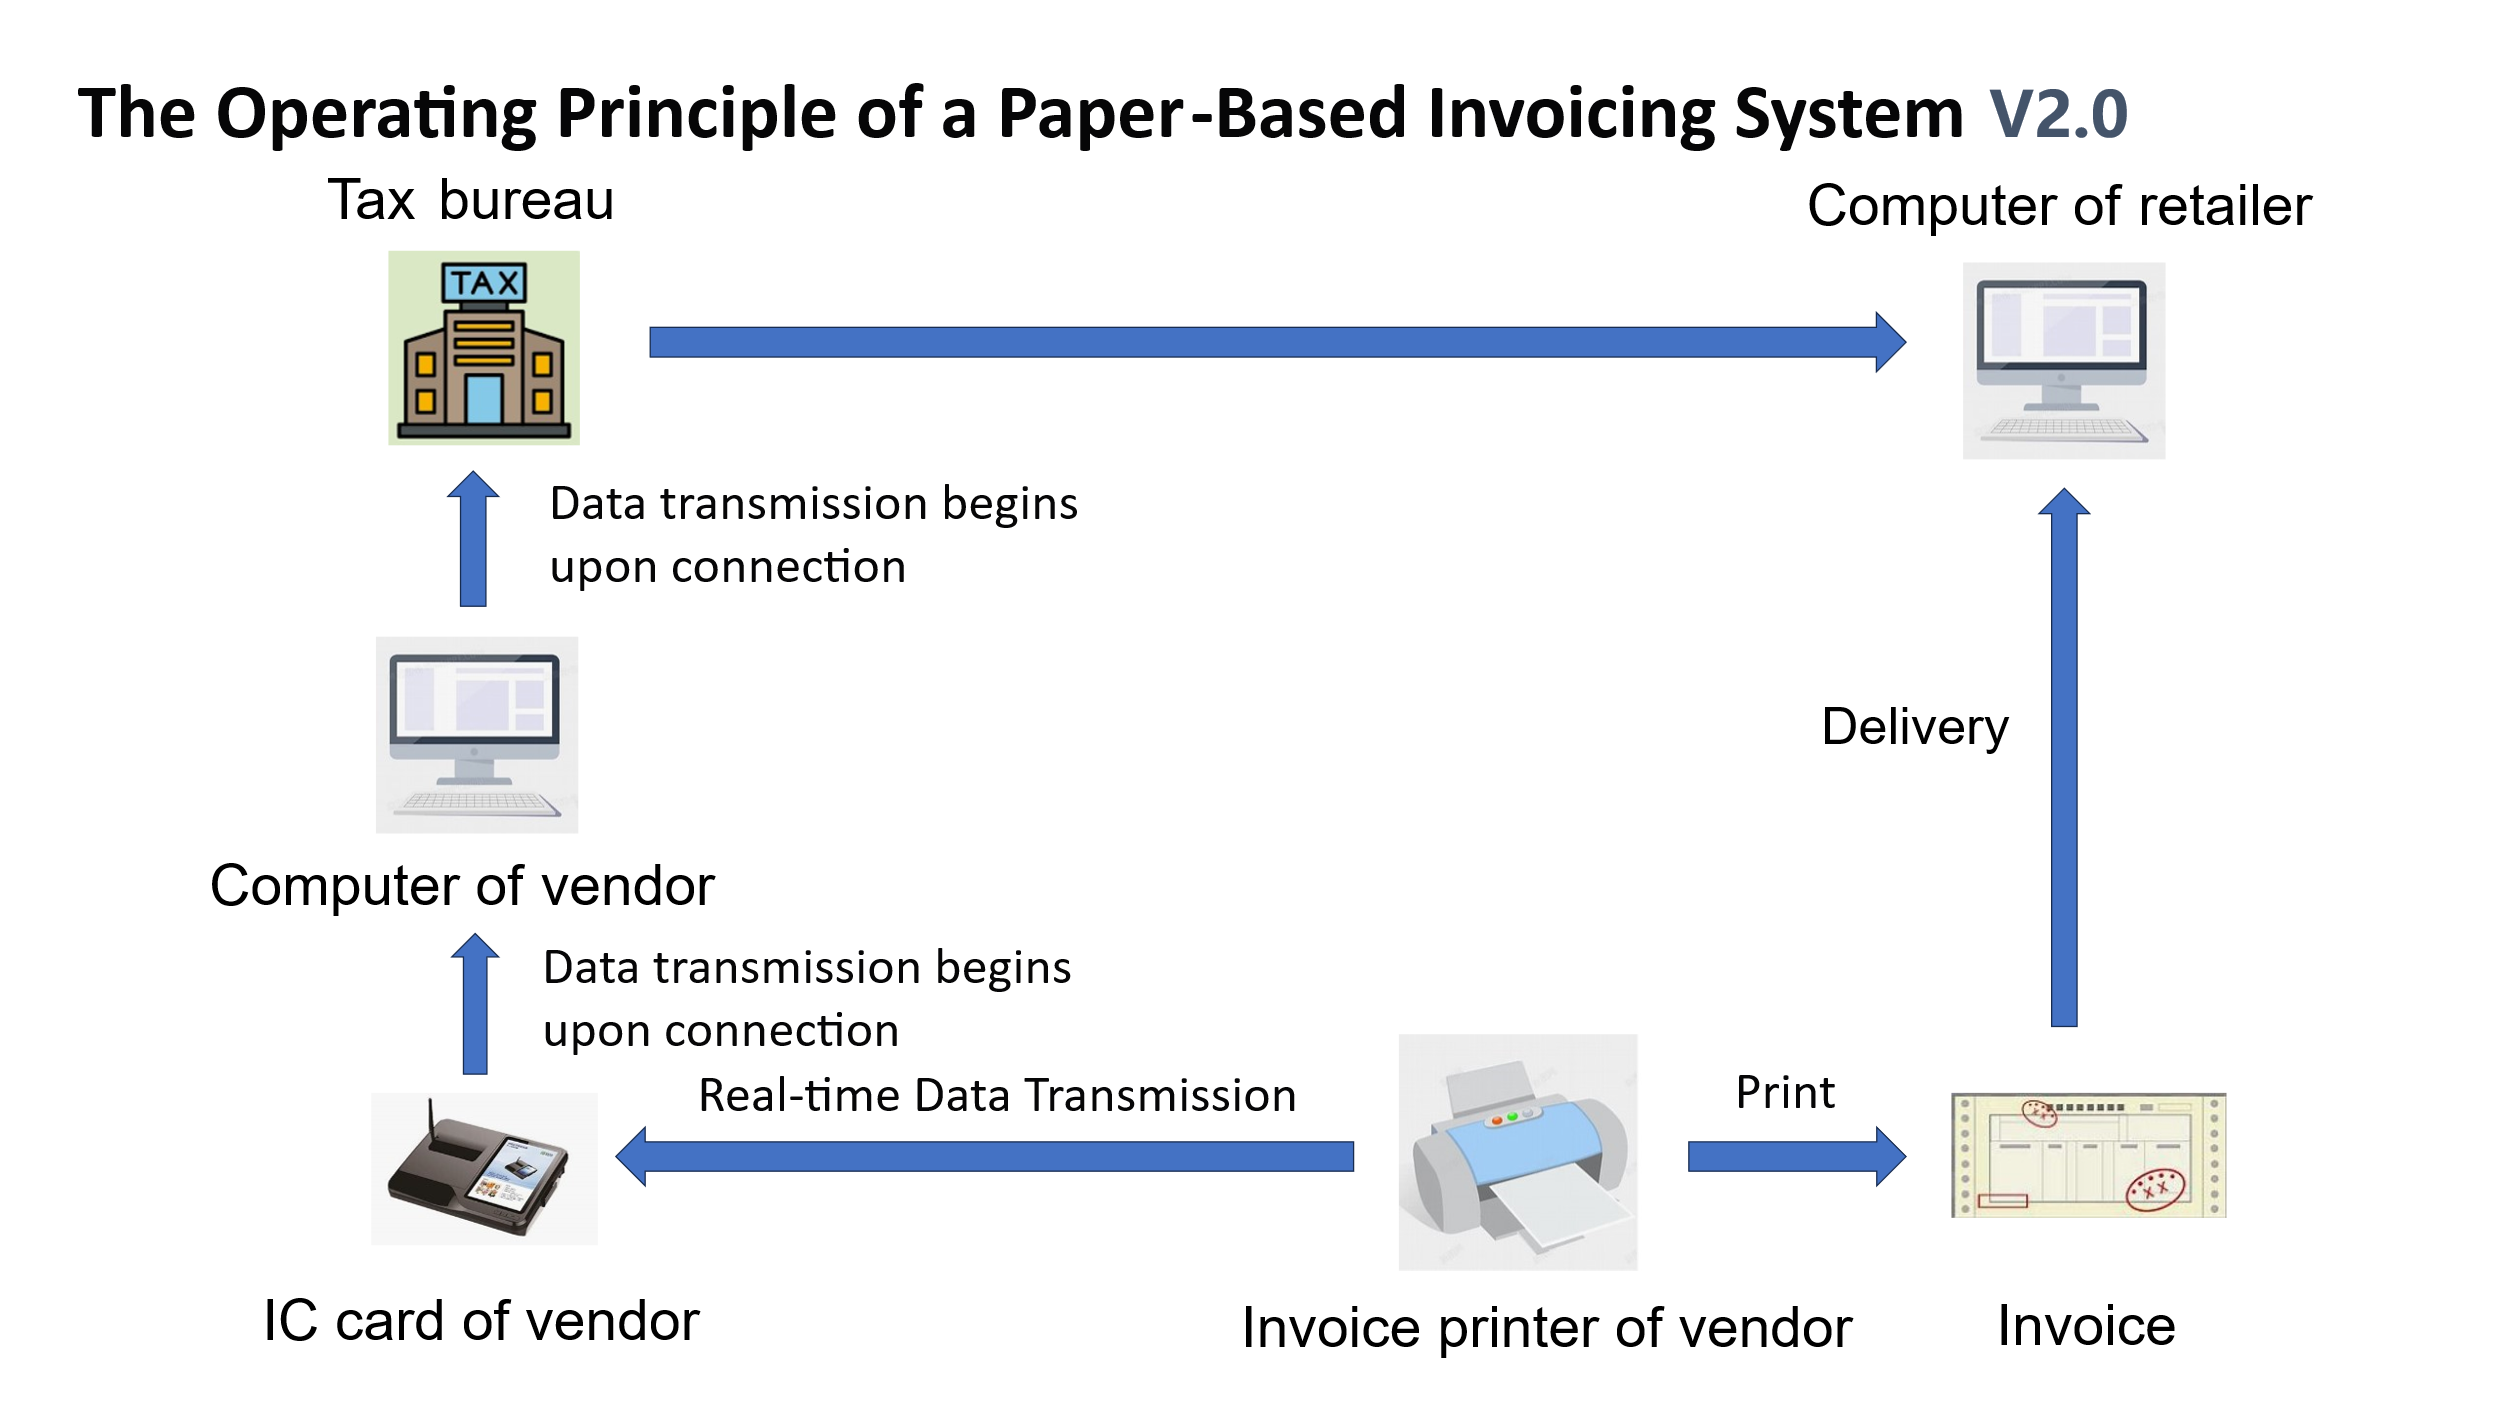 The Operating Principle of a Paper-Based Invoicing System V2.0
Tax bureau
Computer of retailer
TAX
Data transmission begins
upon connection
Delivery
Computer of vendor
Data transmission begins
upon connection
Real-time Data Transmission
Print
XX
XX
IC card of vendor
Invoice printer of vendor
Invoice